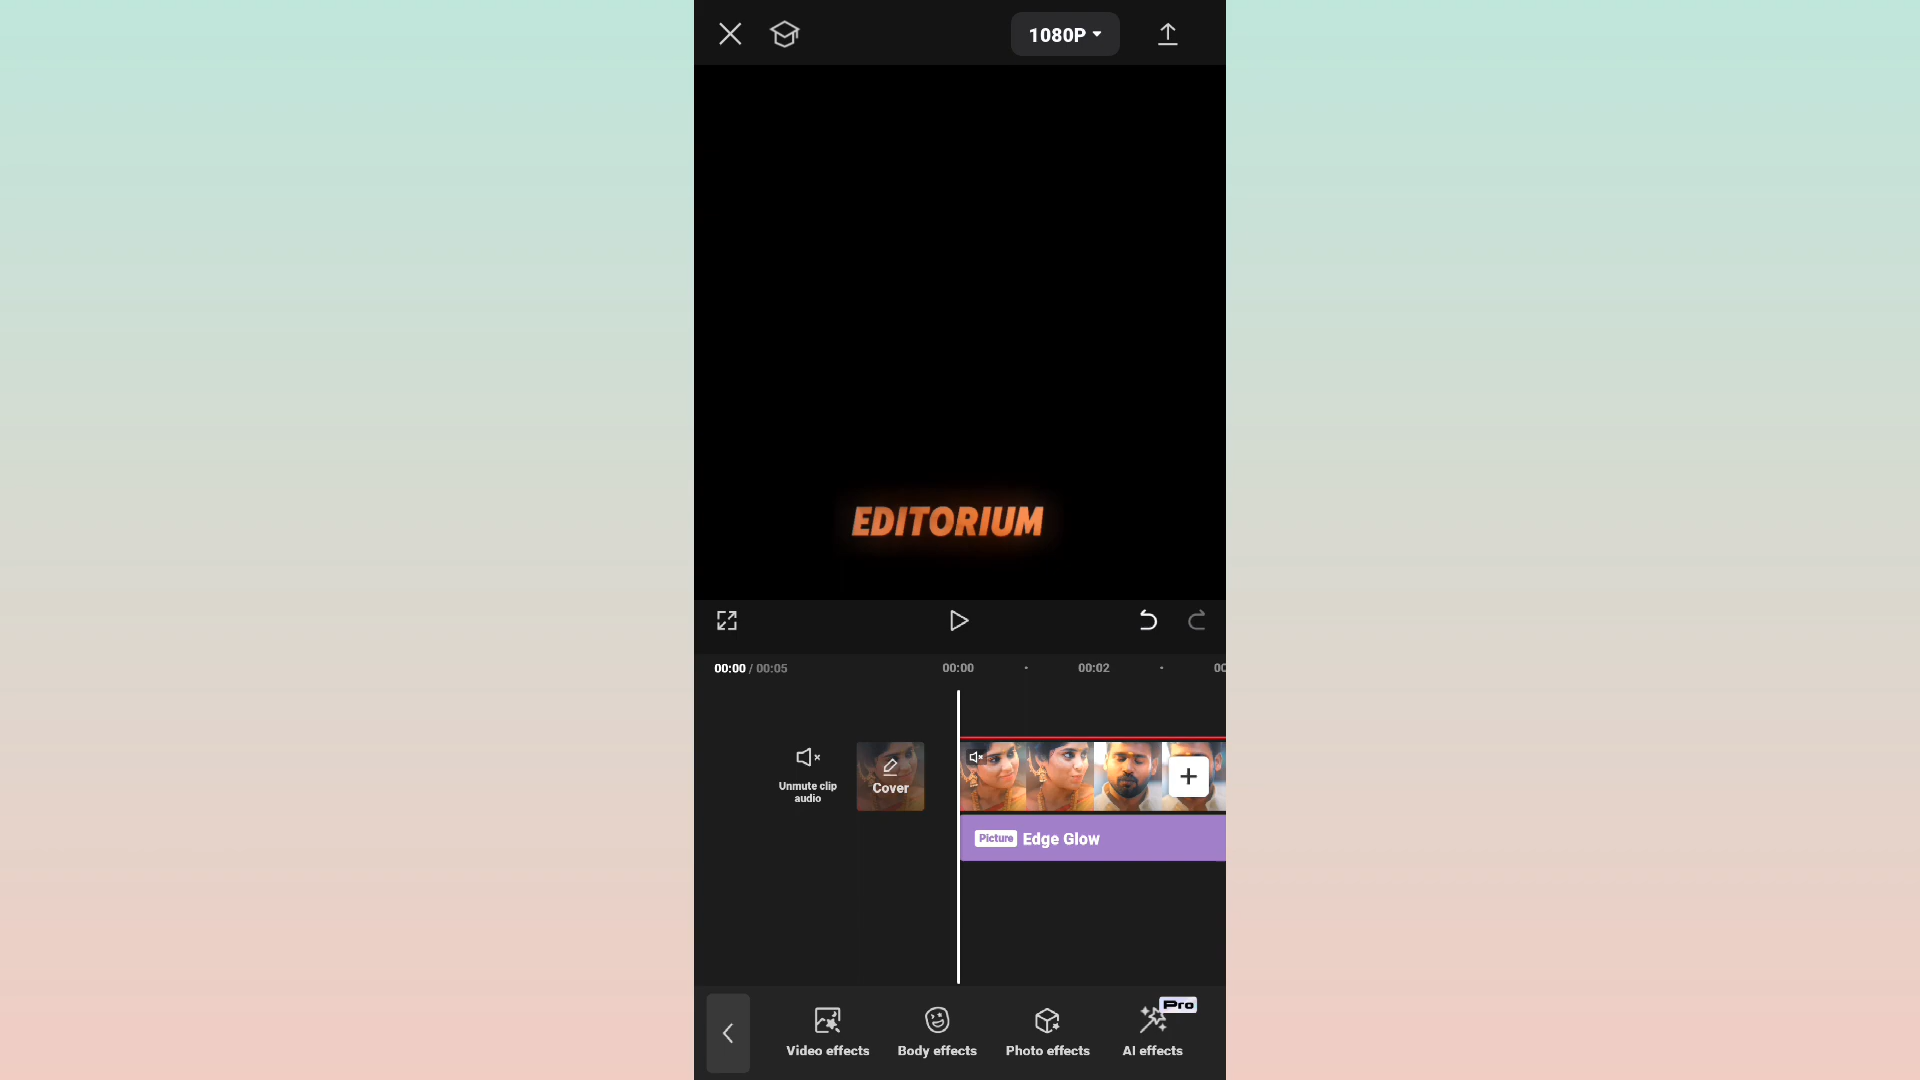 1080P
EDITORIUM
00:00 / 00:05
00:00
00:02
Unmute clip
audio
Cover
Picture Edge Glow
Pro
Video effects
Body effects
Photo effects
AI effects